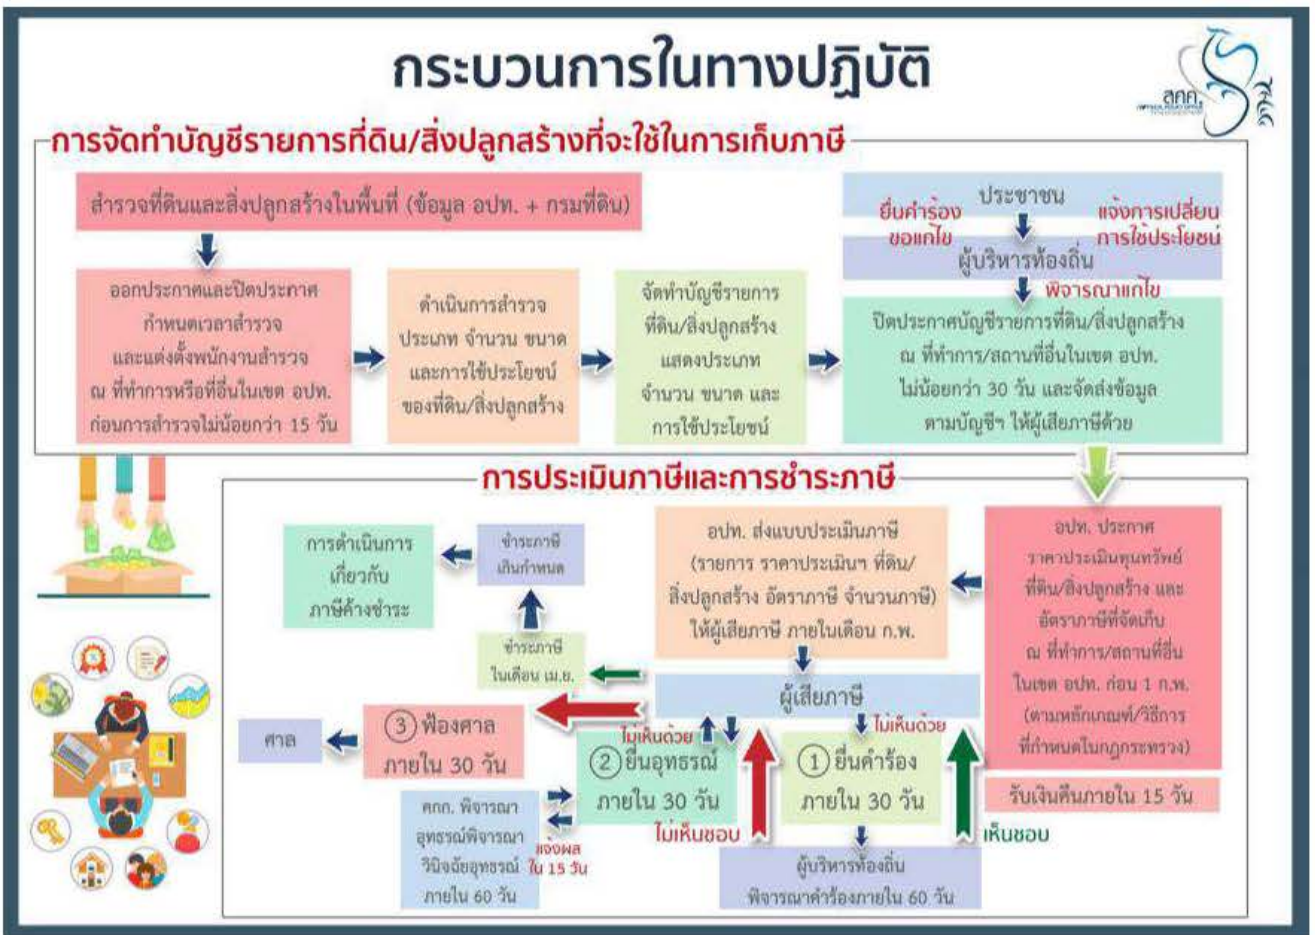 กระบวนการในทางปฏิบัติ
สศค.
การจัดทำบัญชีรายการที่ดิน/สิ่งปลูกสร้างที่จะใช้ในการเก็บภาษี
สำรวจที่ดินและสิ่งปลูกสร้างในพื้นที่ (ข้อมูล อปท. + กรมที่ดิน)
ออกประกาศและปิดประกาศ
กำหนดเวลาสำรวจ
และแต่งตั้งพนักงานสำรวจ
ณ ที่ทำการหรือที่อื่นในเขต อปท.
ก่อนการสำรวจไม่น้อยกว่า 15 วัน
ดำเนินการสำรวจ
ประเภท จำนวน ขนาด
และการใช้ประโยชน์
ของที่ดิน/สิ่งปลูกสร้าง
จัดทำบัญชีรายการ
ที่ดิน/สิ่งปลูกสร้าง
แสดงประเภท
จำนวน ขนาด และ
การใช้ประโยชน์
ประชาชน
ยื่นคำร้อง
ขอแก้ไข
แจ้งการเปลี่ยน
การใช้ประโยชน์
ผู้บริหารท้องถิ่น
พิจารณาแก้ไข
ปิดประกาศบัญชีรายการที่ดิน/สิ่งปลูกสร้าง
ณ ที่ทำการ/สถานที่อื่นในเขต อปท.
ไม่น้อยกว่า 30 วัน และจัดส่งข้อมูล
ตามบัญชีฯ ให้ผู้เสียภาษีด้วย
การประเมินภาษีและการชำระภาษี
อปท. ประกาศ
ราคาประเมินทุนทรัพย์
ที่ดิน/สิ่งปลูกสร้าง และ
อัตราภาษีที่จัดเก็บ
ณ ที่ทำการ/สถานที่อื่น
ในเขต อปท. ก่อน 1 ก.พ.
(ตามหลักเกณฑ์/วิธีการ
ที่กำหนดในกฎกระทรวง)
อปท. ส่งแบบประเมินภาษี
(รายการ ราคาประเมินฯ ที่ดิน/
สิ่งปลูกสร้าง อัตราภาษี จำนวนภาษี)
ให้ผู้เสียภาษี ภายในเดือน ก.พ.
ผู้เสียภาษี
ชำระภาษี
ในเดือน เม.ย.
ชำระภาษี
เกินกำหนด
การดำเนินการ
เกี่ยวกับ
ภาษีค้างชำระ
ไม่เห็นด้วย
1 ยื่นคำร้อง
ภายใน 30 วัน
ผู้บริหารท้องถิ่น
พิจารณาคำร้องภายใน 60 วัน
เห็นชอบ
รับเงินคืนภายใน 15 วัน
ไม่เห็นชอบ
ไม่เห็นด้วย
2 ยื่นอุทธรณ์
ภายใน 30 วัน
คกก. พิจารณา
อุทธรณ์พิจารณา
วินิจฉัยอุทธรณ์
ภายใน 60 วัน
แจ้งผล
ใน 15 วัน
3 ฟ้องศาล
ภายใน 30 วัน
ศาล